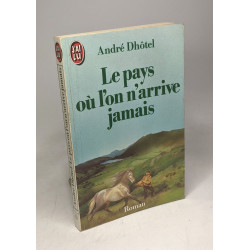 J'AI LU
André Dhôtel
Le pays
où l'on n'arrive
jamais
Roman